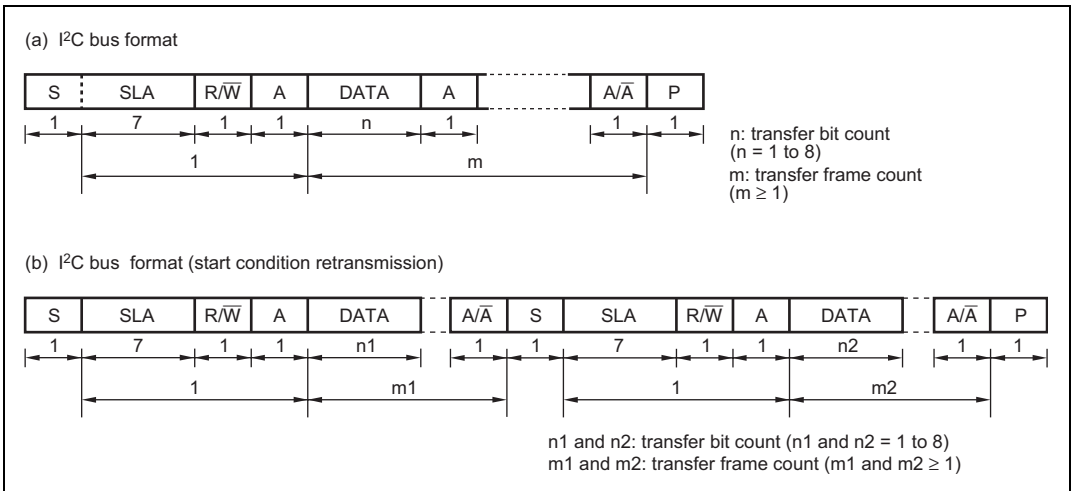 (a) I²C bus format
S SLA R/W̅ A DATA A A/A̅ P
1 7 1 1 n 1 1 1
1 m
n: transfer bit count
(n = 1 to 8)
m: transfer frame count
(m ≥ 1)
(b) I²C bus format (start condition retransmission)
S SLA R/W̅ A DATA A/A̅ S SLA R/W̅ A DATA A/A̅ P
1 7 1 1 n1 1 1 7 1 1 n2 1 1
1 m1 1 m2
n1 and n2: transfer bit count (n1 and n2 = 1 to 8)
m1 and m2: transfer frame count (m1 and m2 ≥ 1)